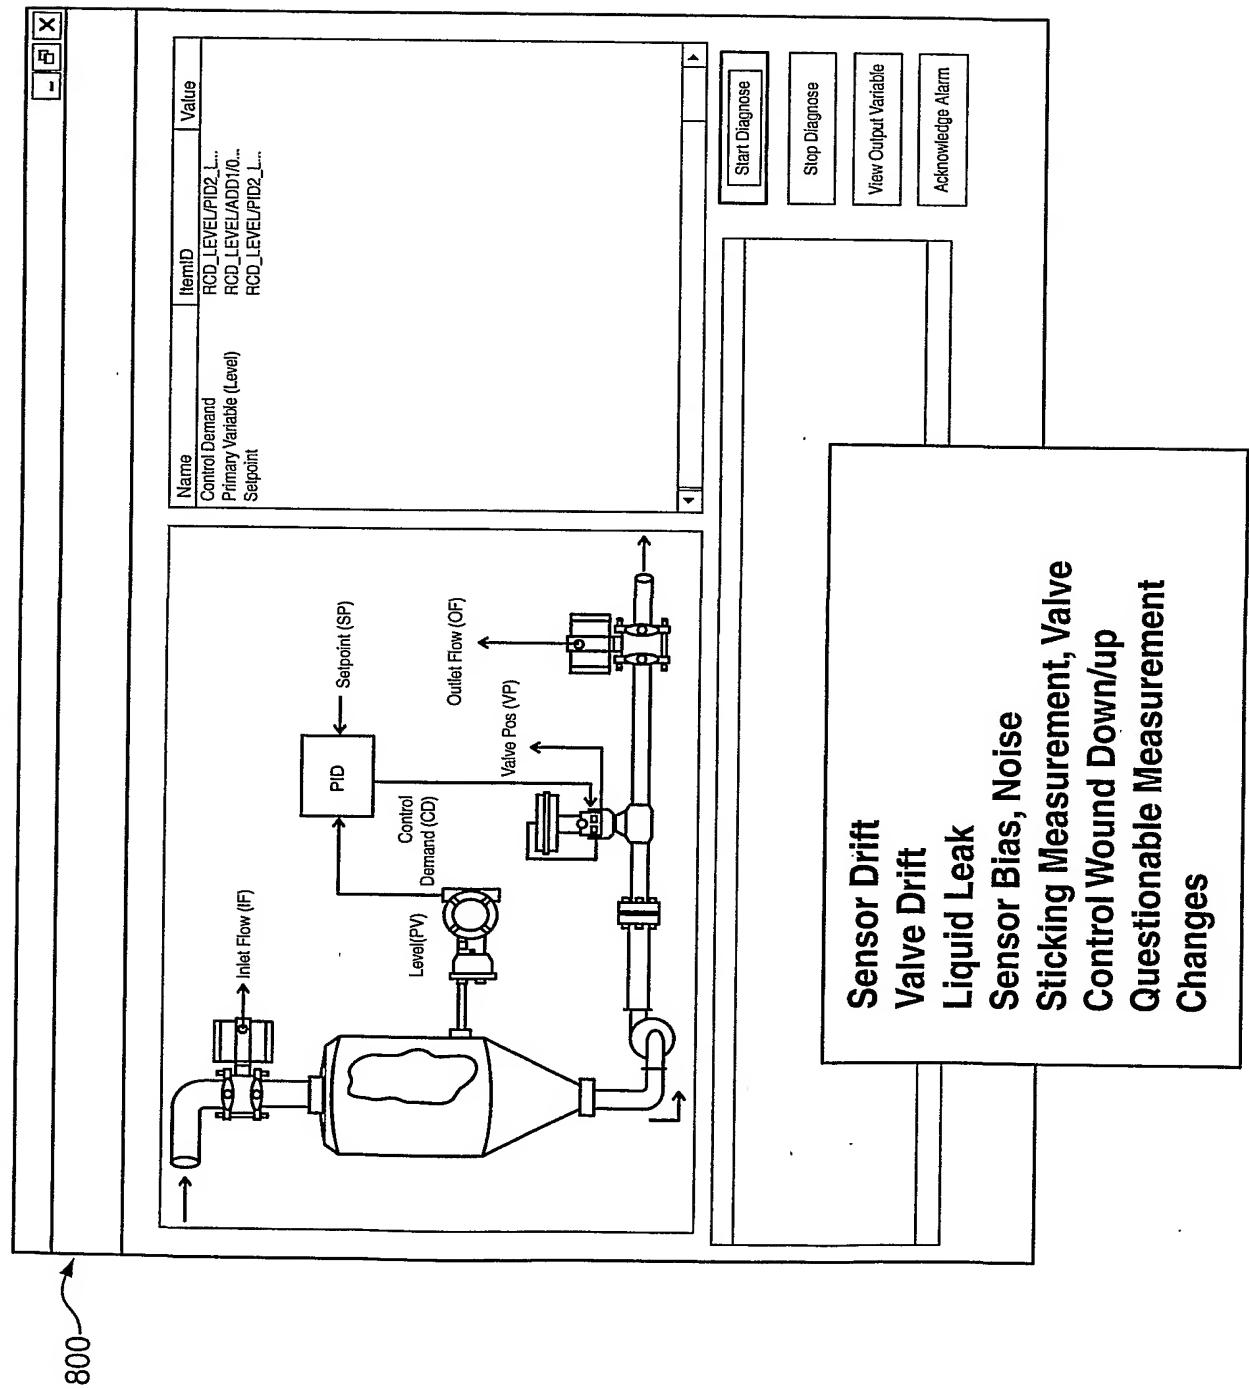 800
Inlet Flow (IF)
Level(PV)
Control
Demand (CD)
PID
Setpoint (SP)
Valve Pos (VP)
Outlet Flow (OF)
Name ItemID Value
Control Demand RCD_LEVEL/PID2_L...
Primary Variable (Level) RCD_LEVEL/ADD1/0...
Setpoint RCD_LEVEL/PID2_L...
Start Diagnose
Stop Diagnose
View Output Variable
Acknowledge Alarm
Sensor Drift
Valve Drift
Liquid Leak
Sensor Bias, Noise
Sticking Measurement, Valve
Control Wound Down/up
Questionable Measurement
Changes